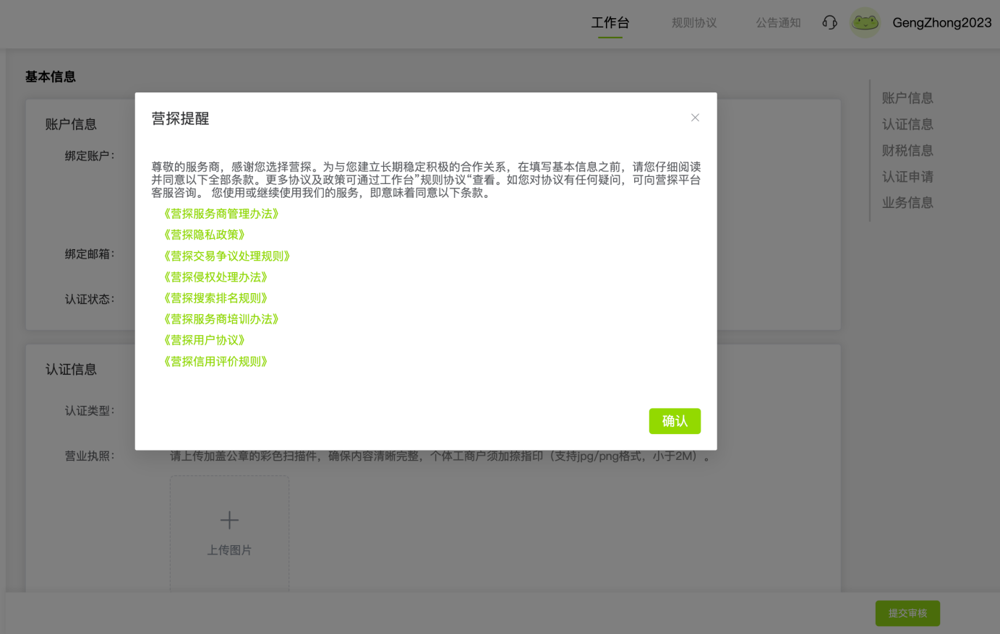 工作台
规则协议
公告通知
GengZhong2023
基本信息
账户信息
绑定账户：
绑定邮箱：
认证状态：
营探提醒
尊敬的服务商，感谢您选择营探。为与您建立长期稳定积极的合作关系，在填写基本信息之前，请您仔细阅读
并同意以下全部条款。更多协议及政策可通过工作台”规则协议“查看。如您对协议有任何疑问，可向营探平台
客服咨询。 您使用或继续使用我们的服务，即意味着同意以下条款。
《营探服务商管理办法》
《营探隐私政策》
《营探交易争议处理规则》
《营探侵权处理办法》
《营探搜索排名规则》
《营探服务商培训办法》
《营探用户协议》
《营探信用评价规则》
确认
认证信息
认证类型：
营业执照：
请上传加盖公章的彩色扫描件，确保内容清晰完整，个体工商户须加捺指印（支持jpg/png格式，小于2M）。
上传图片
账户信息
认证信息
财税信息
认证申请
业务信息
提交审核